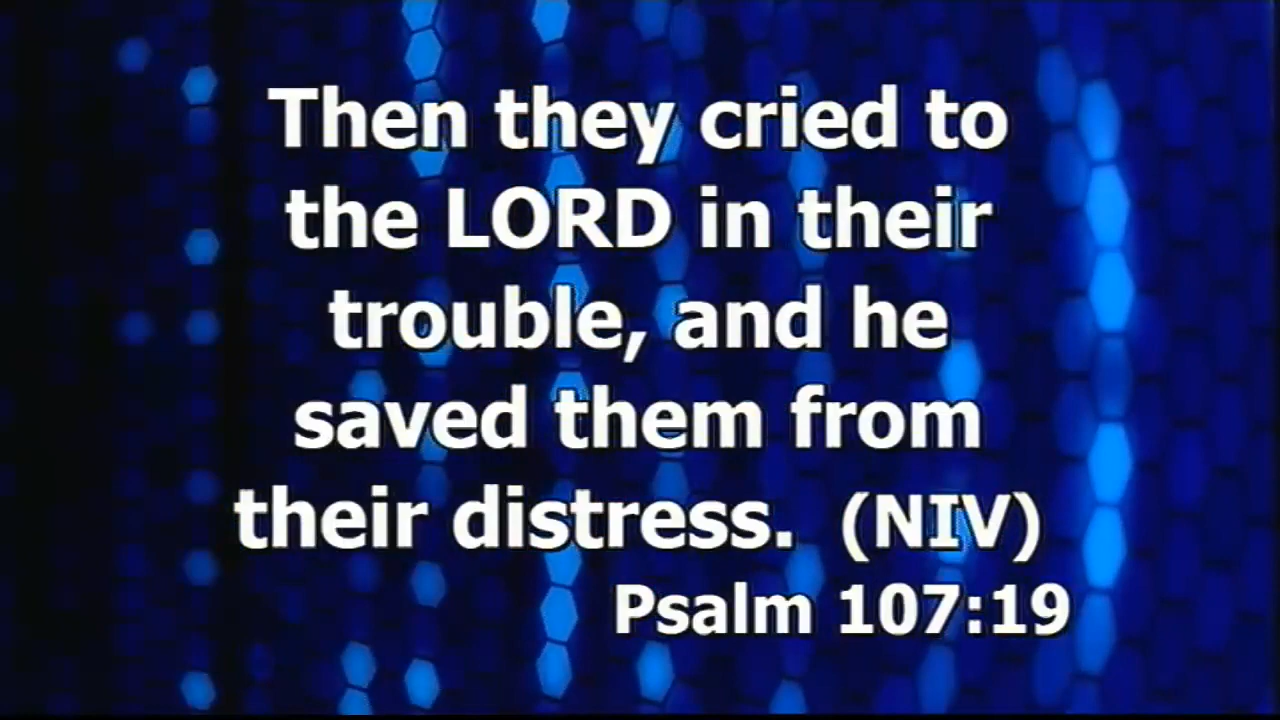 Then they cried to
the LORD in their
trouble, and he
saved them from
their distress.  (NIV)
Psalm 107:19